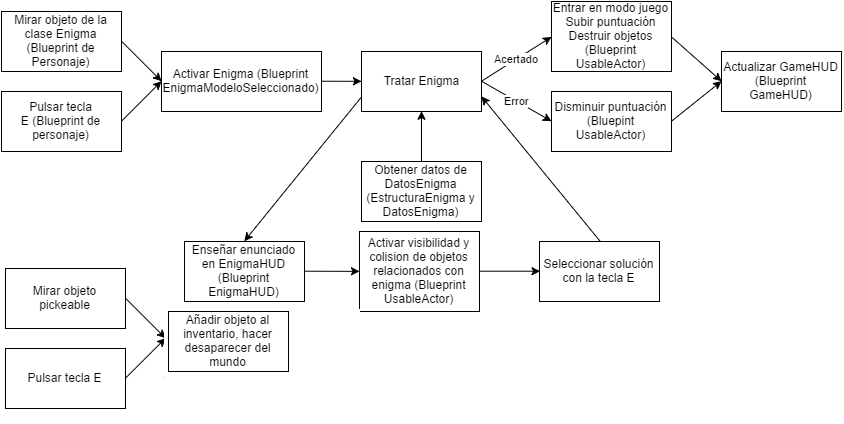 Mirar objeto de la
clase Enigma
(Blueprint de
Personaje)
Pulsar tecla
E (Blueprint de
personaje)
Activar Enigma (Blueprint
EnigmaModeloSeleccionado)
Tratar Enigma
Acertado
Error
Entrar en modo juego
Subir puntuación
Destruir objetos
(Blueprint
UsableActor)
Disminuir puntuación
(Bluepint
UsableActor)
Actualizar GameHUD
(Blueprint
GameHUD)
Obtener datos de
DatosEnigma
(EstructuraEnigma y
DatosEnigma)
Enseñar enunciado
en EnigmaHUD
(Blueprint
EnigmaHUD)
Activar visibilidad y
colision de objetos
relacionados con
enigma (Blueprint
UsableActor)
Seleccionar solución
con la tecla E
Mirar objeto
pickeable
Pulsar tecla E
Añadir objeto al
inventario, hacer
desaparecer del
mundo